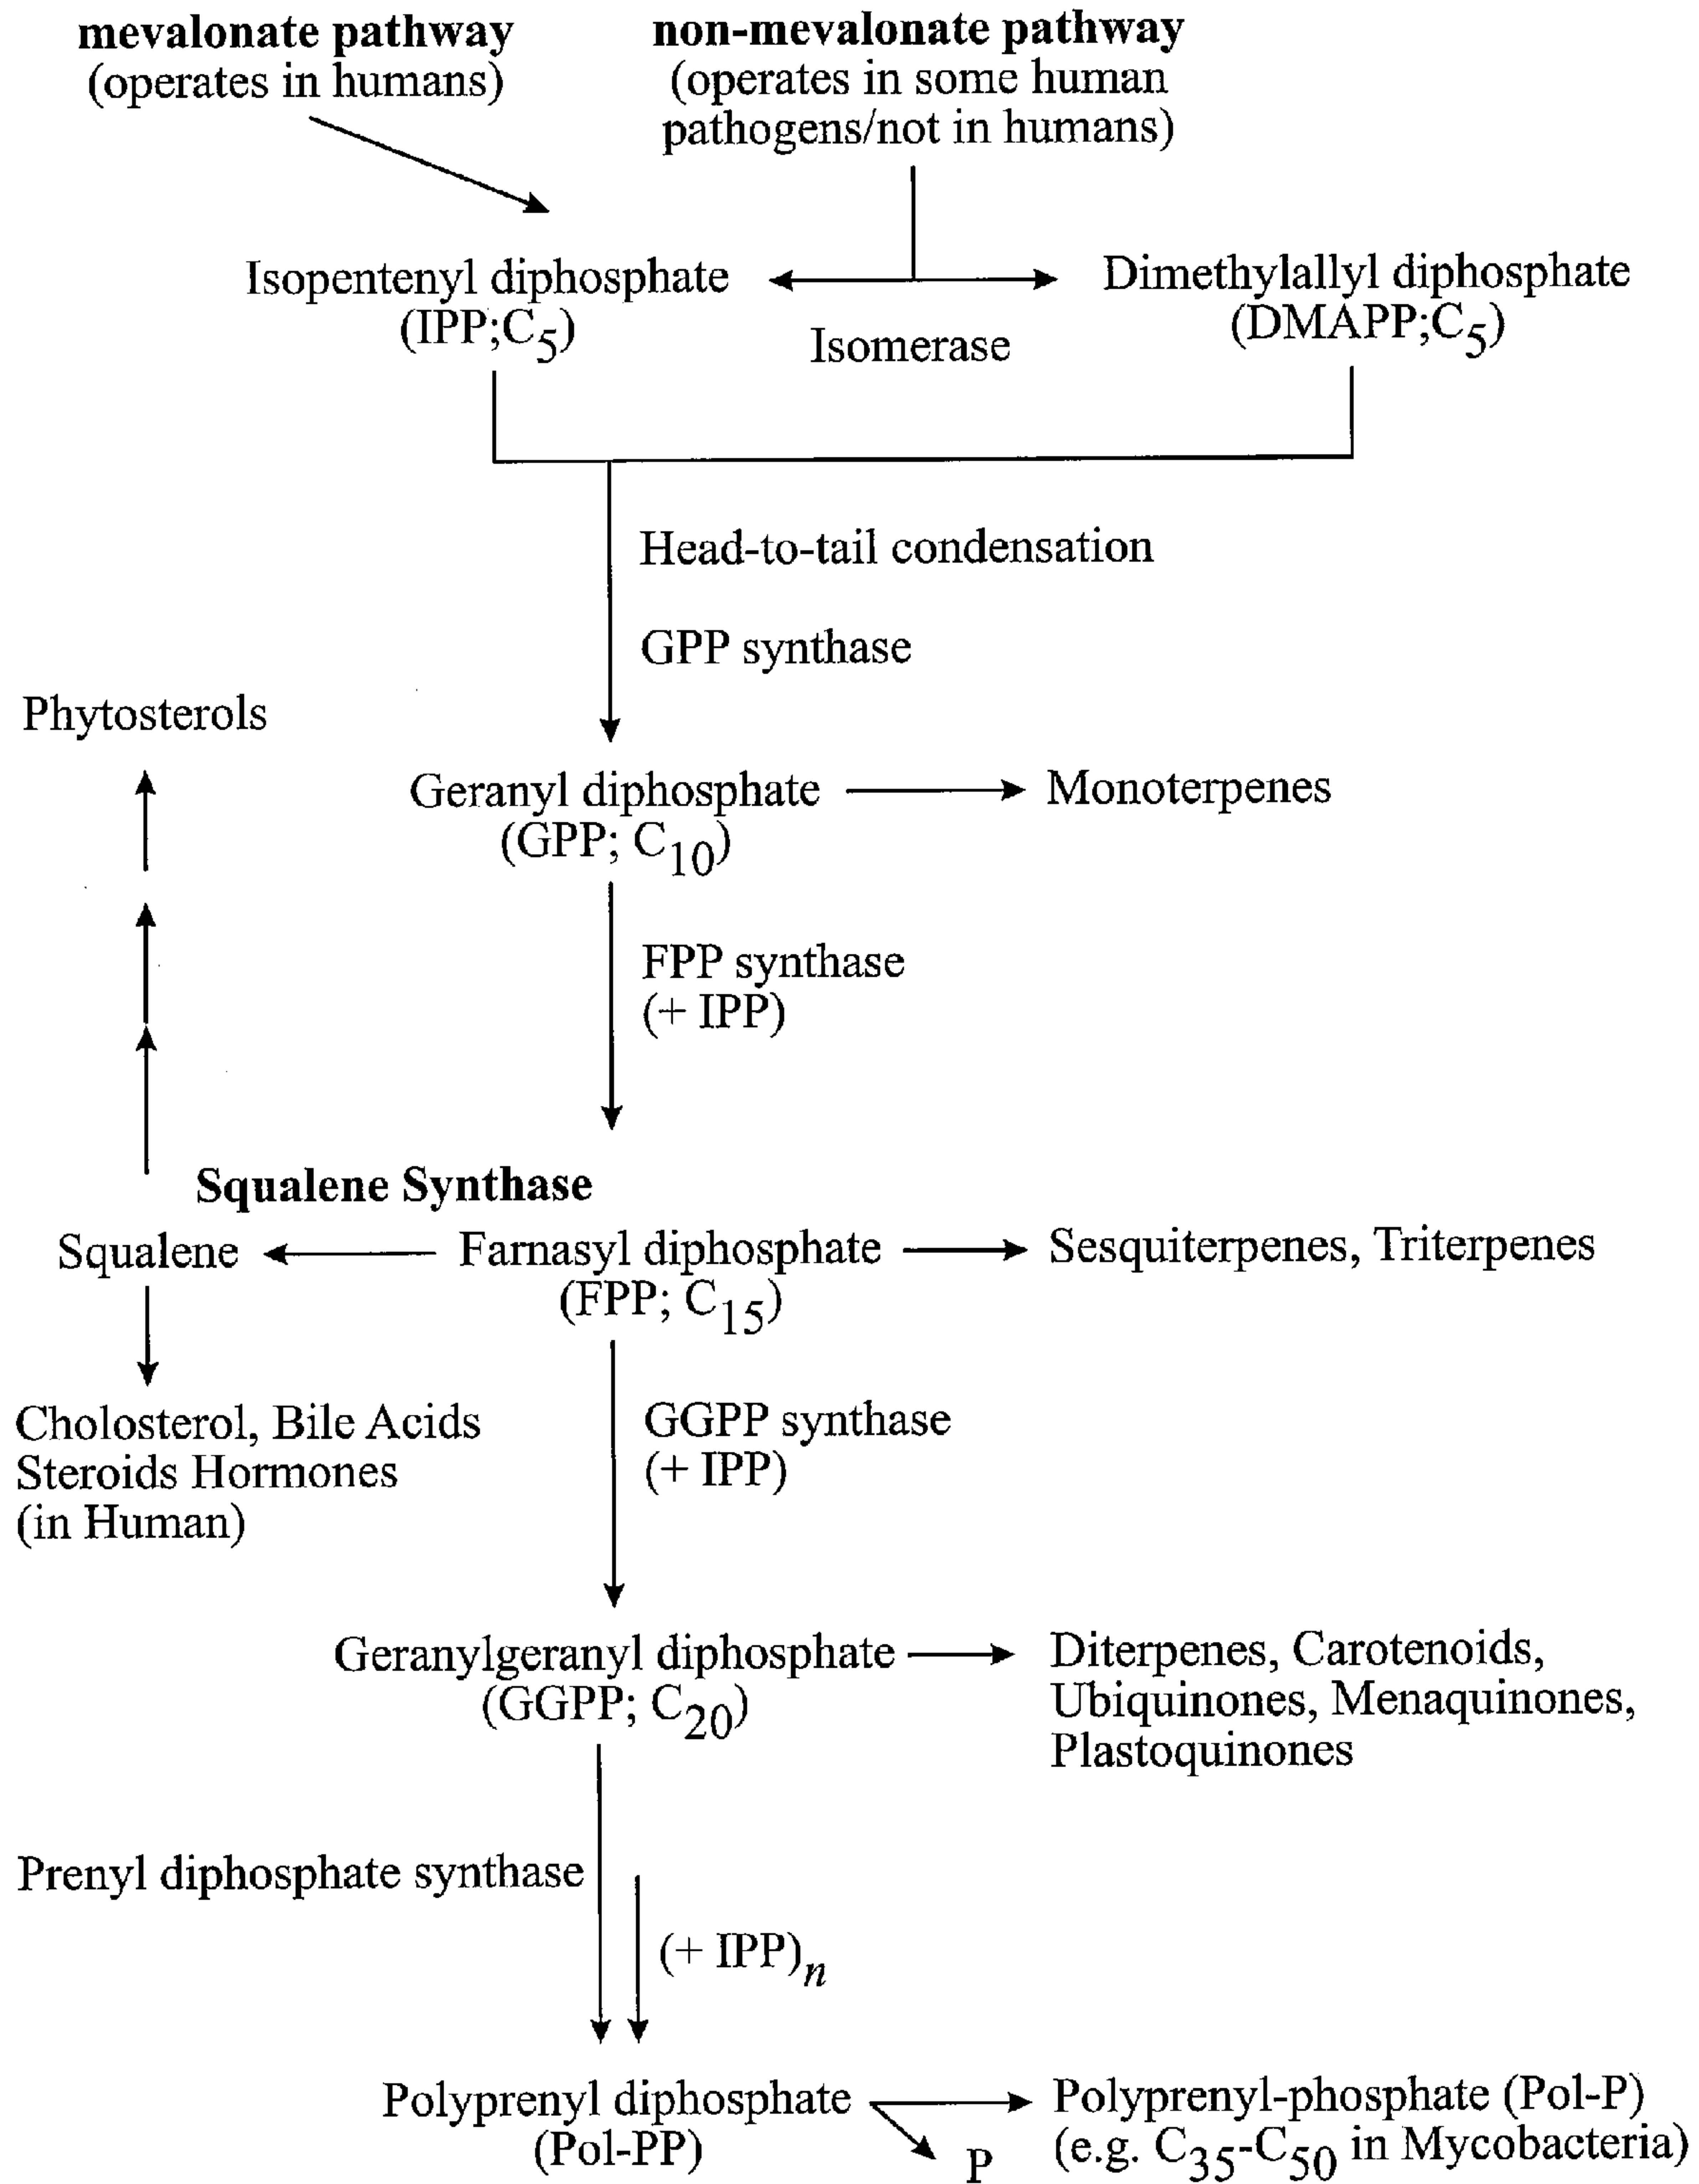 mevalonate pathway
(operates in humans)
non-mevalonate pathway
(operates in some human
pathogens/not in humans)
Isopentenyl diphosphate
(IPP;C5)
Isomerase
Dimethylallyl diphosphate
(DMAPP;C5)
Head-to-tail condensation
GPP synthase
Phytosterols
Geranyl diphosphate
(GPP; C10)
Monoterpenes
FPP synthase
(+ IPP)
Squalene Synthase
Squalene
Farnasyl diphosphate
(FPP; C15)
Sesquiterpenes, Triterpenes
Cholosterol, Bile Acids
Steroids Hormones
(in Human)
GGPP synthase
(+ IPP)
Geranylgeranyl diphosphate
(GGPP; C20)
Diterpenes, Carotenoids,
Ubiquinones, Menaquinones,
Plastoquinones
Prenyl diphosphate synthase
(+ IPP)n
Polyprenyl diphosphate
(Pol-PP)
P
Polyprenyl-phosphate (Pol-P)
(e.g. C35-C50 in Mycobacteria)